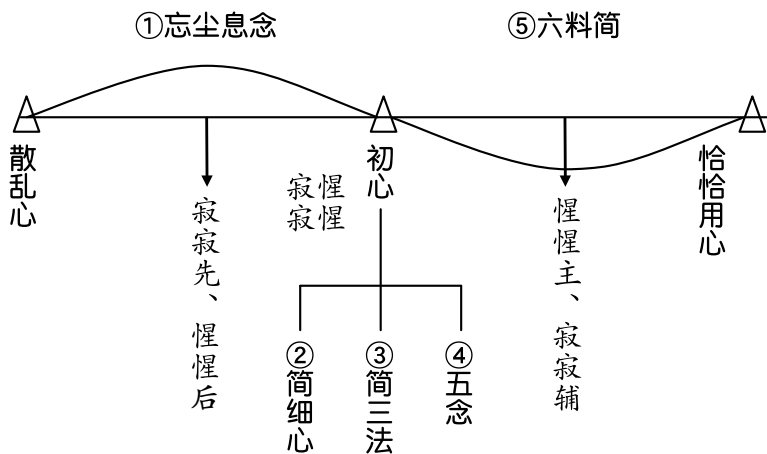 ①忘尘息念
⑤六料简
散乱心
寂寂先、惺惺后
寂惺
寂惺
初心
惺惺主、寂寂辅
恰恰用心
②简细心
③简三法
④五念